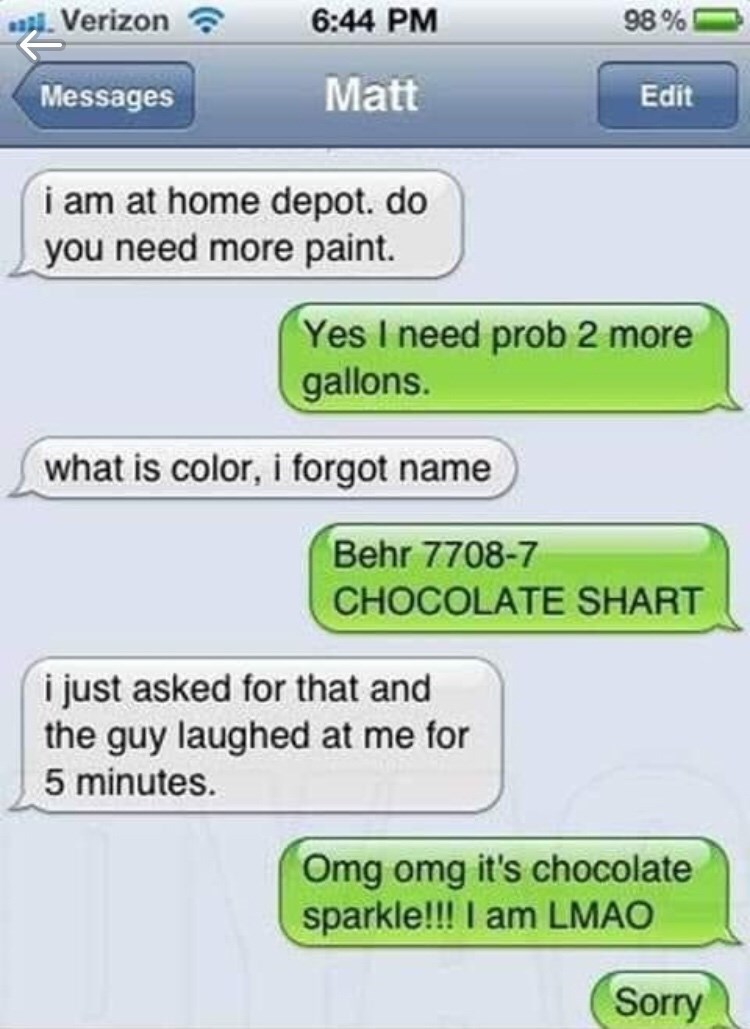 Verizon 6:44 PM 98%
Messages Matt Edit
i am at home depot. do
you need more paint.
Yes I need prob 2 more
gallons.
what is color, i forgot name
Behr 7708-7
CHOCOLATE SHART
i just asked for that and
the guy laughed at me for
5 minutes.
Omg omg it's chocolate
sparkle!!! I am LMAO
Sorry